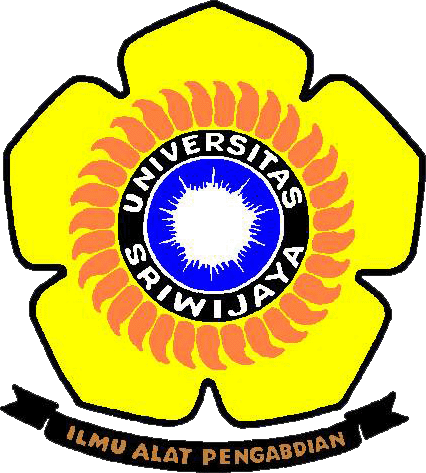 UNIVERSITAS
SRIWIJAYA
ILMU ALAT PENGABDIAN